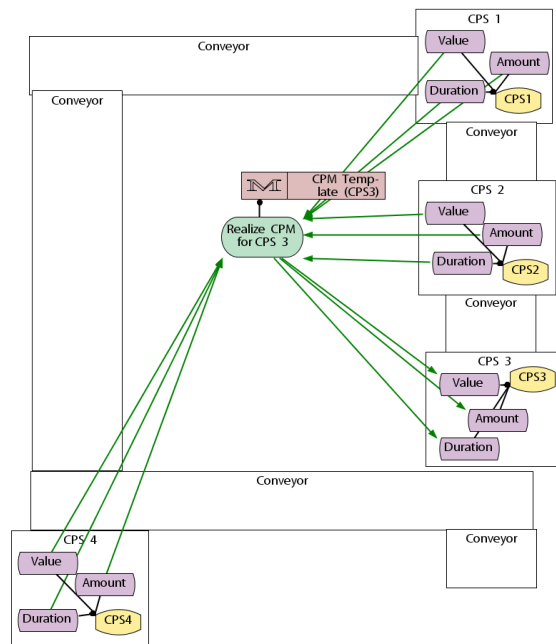 CPS 1
Value
Amount
Duration
CPS1
Conveyor
Conveyor
Conveyor
CPM Temp-
late (CPS3)
M
Realize CPM
for CPS 3
CPS 2
Value
Amount
Duration
CPS2
Conveyor
CPS 3
CPS3
Value
Amount
Duration
Conveyor
CPS 4
Value
Amount
Duration
CPS4
Conveyor